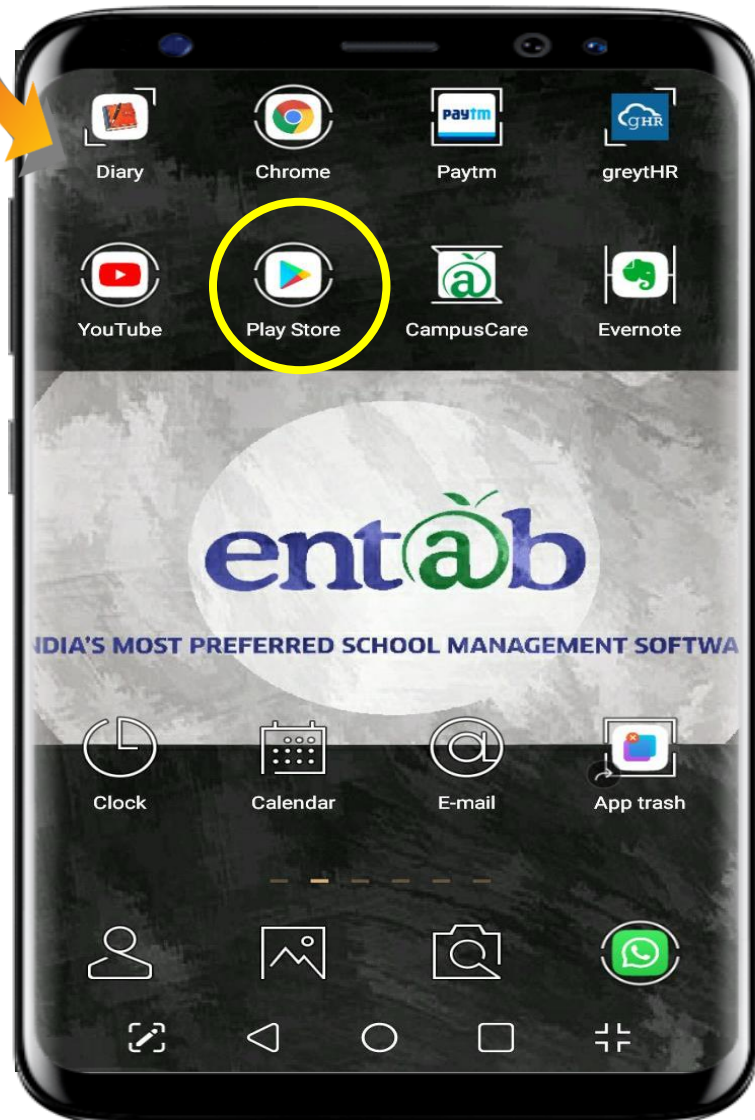 Diary Chrome Paytm greytHR
paytm
GHR
YouTube Play Store CampusCare Evernote
entab
NDIA'S MOST PREFERRED SCHOOL MANAGEMENT SOFTWA
Clock Calendar E-mail App trash